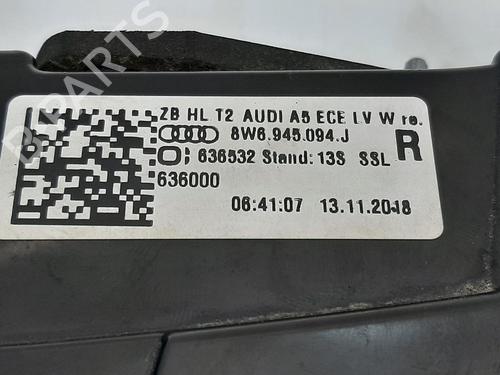 ZB HL T2 AUDI A5 ECE LV W re.
8W6.945.094.J
R
636532 Stand: 13S SSL
636000
06:41:07 13.11.2018
B-PARTS